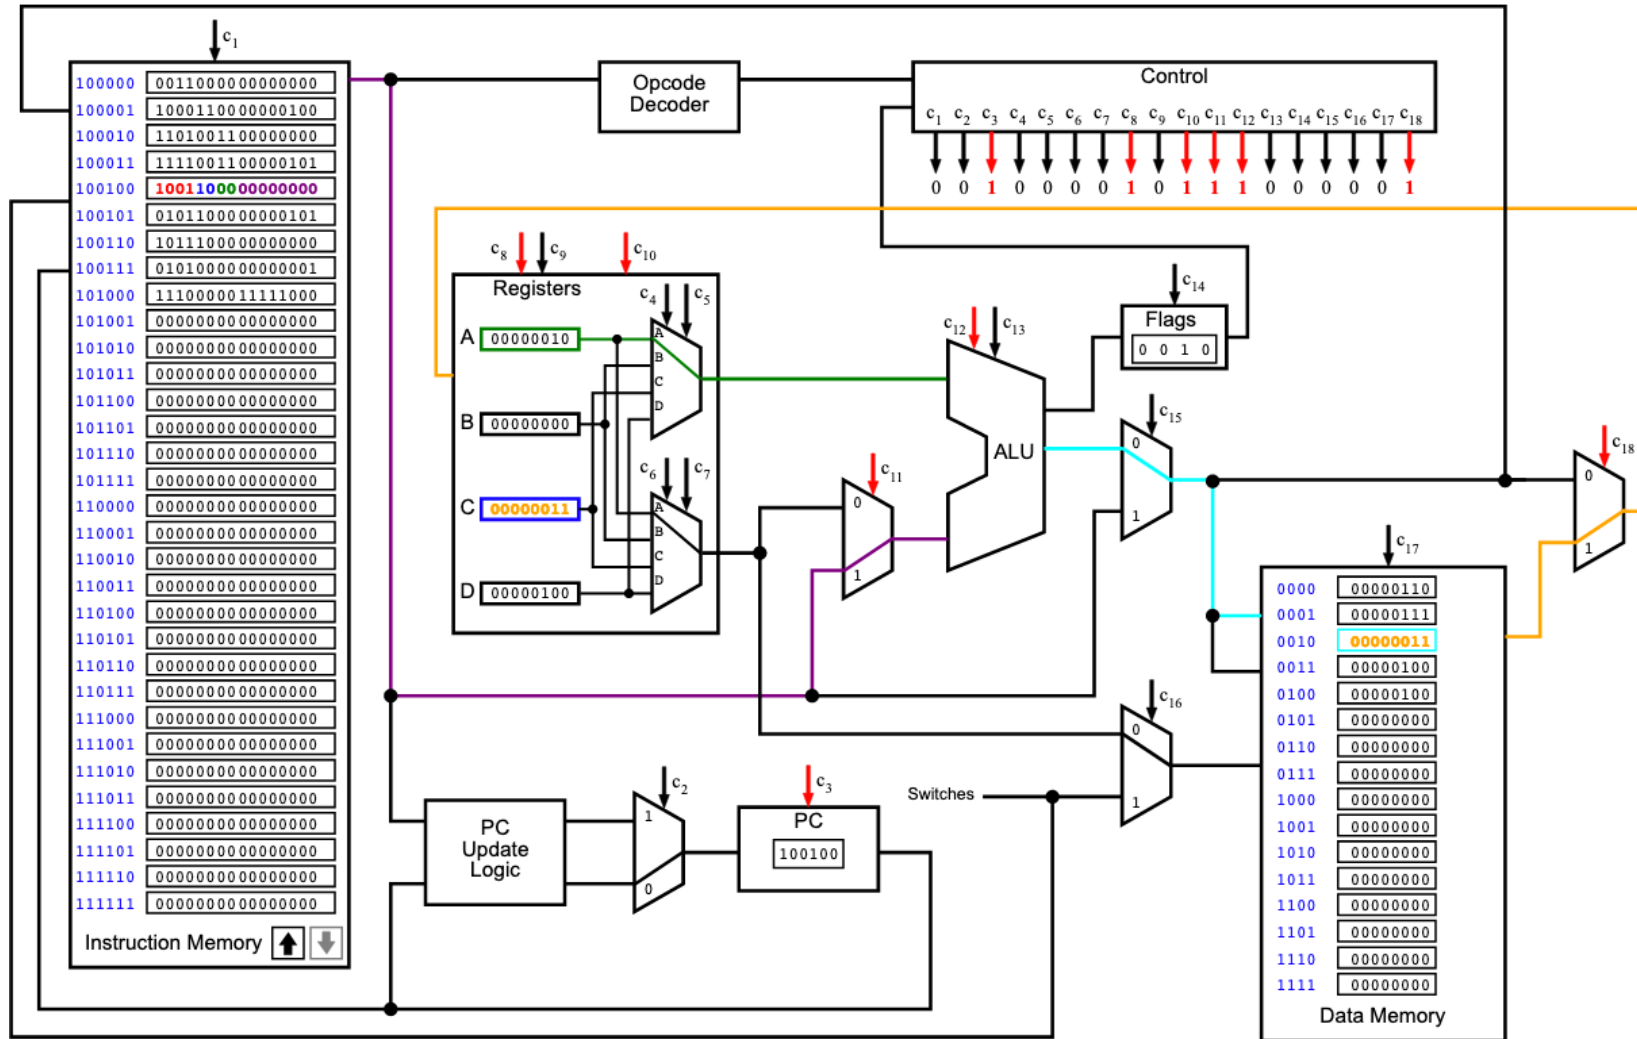 c1
100000 0011000000000000
100001 1000110000000100
100010 1101001100000000
100011 1111001100000101
100100 1001100000000000
100101 0101100000000101
100110 1011100000000000
100111 0101000000000001
101000 1110000011111000
101001 0000000000000000
101010 0000000000000000
101011 0000000000000000
101100 0000000000000000
101101 0000000000000000
101110 0000000000000000
101111 0000000000000000
110000 0000000000000000
110001 0000000000000000
110010 0000000000000000
110011 0000000000000000
110100 0000000000000000
110101 0000000000000000
110110 0000000000000000
110111 0000000000000000
111000 0000000000000000
111001 0000000000000000
111010 0000000000000000
111011 0000000000000000
111100 0000000000000000
111101 0000000000000000
111110 0000000000000000
111111 0000000000000000
Instruction Memory
Opcode
Decoder
Control
c1 c2 c3 c4 c5 c6 c7 c8 c9 c10 c11 c12 c13 c14 c15 c16 c17 c18
0 0 1 0 0 0 0 1 0 1 1 1 0 0 0 0 0 1
c8 c9 c10
Registers
c4 c5
A 00000010
A
B
C
D
B 00000000
c6 c7
C 00000011
A
B
C
D
D 00000100
c11
0
1
c12 c13
ALU
c14
Flags
0 0 1 0
c15
0
1
c18
0
1
c16
0
1
Switches
PC
Update
Logic
c2
1
0
c3
PC
100100
c17
0000 00000110
0001 00000111
0010 00000011
0011 00000100
0100 00000100
0101 00000000
0110 00000000
0111 00000000
1000 00000000
1001 00000000
1010 00000000
1011 00000000
1100 00000000
1101 00000000
1110 00000000
1111 00000000
Data Memory